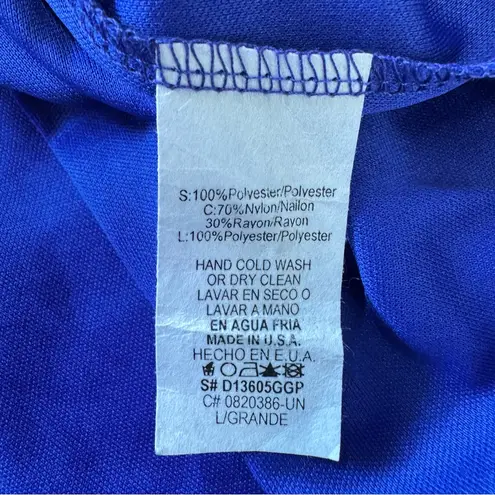 S:100%Polyester/Polyester
C:70%Nylon/Nailon
30%Rayon/Rayon
L:100%Polyester/Polyester
HAND COLD WASH
OR DRY CLEAN
LAVAR EN SECO O
LAVAR A MANO
EN AGUA FRIA
MADE IN U.S.A.
HECHO EN E.U.A.
S# D13605GGP
C# 0820386-UN
L/GRANDE